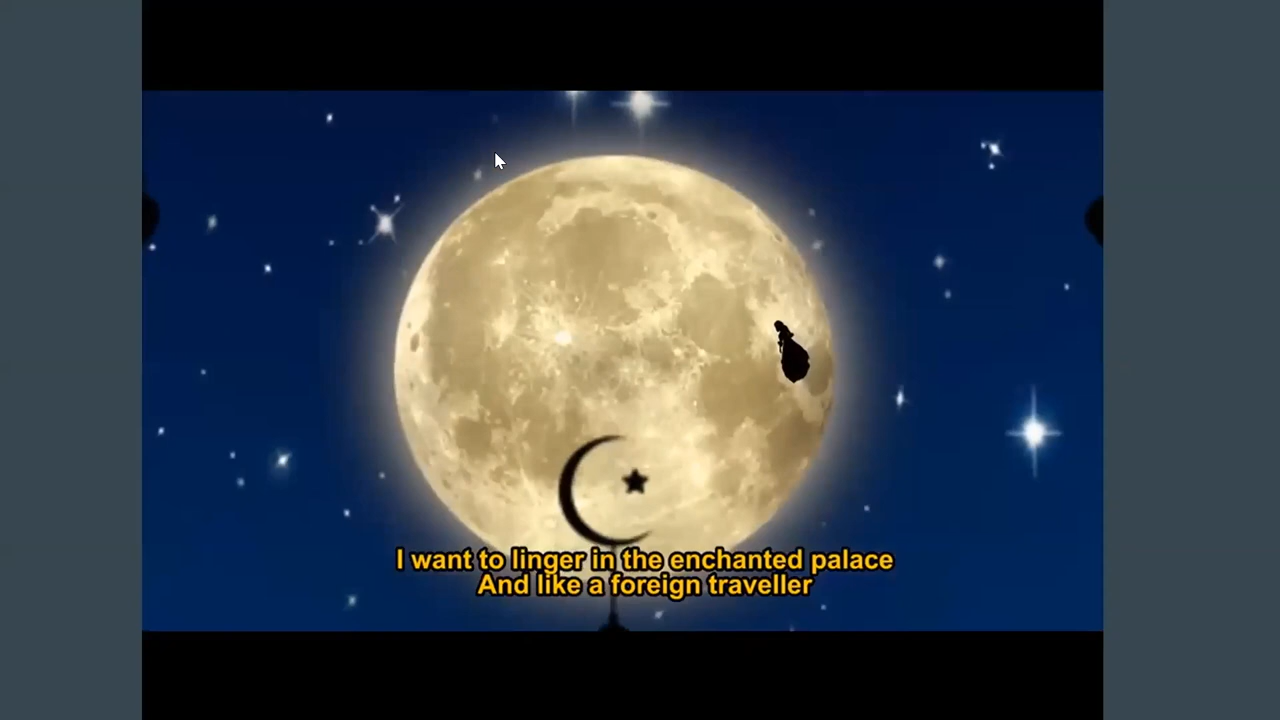 I want to linger in the enchanted palace
And like a foreign traveller